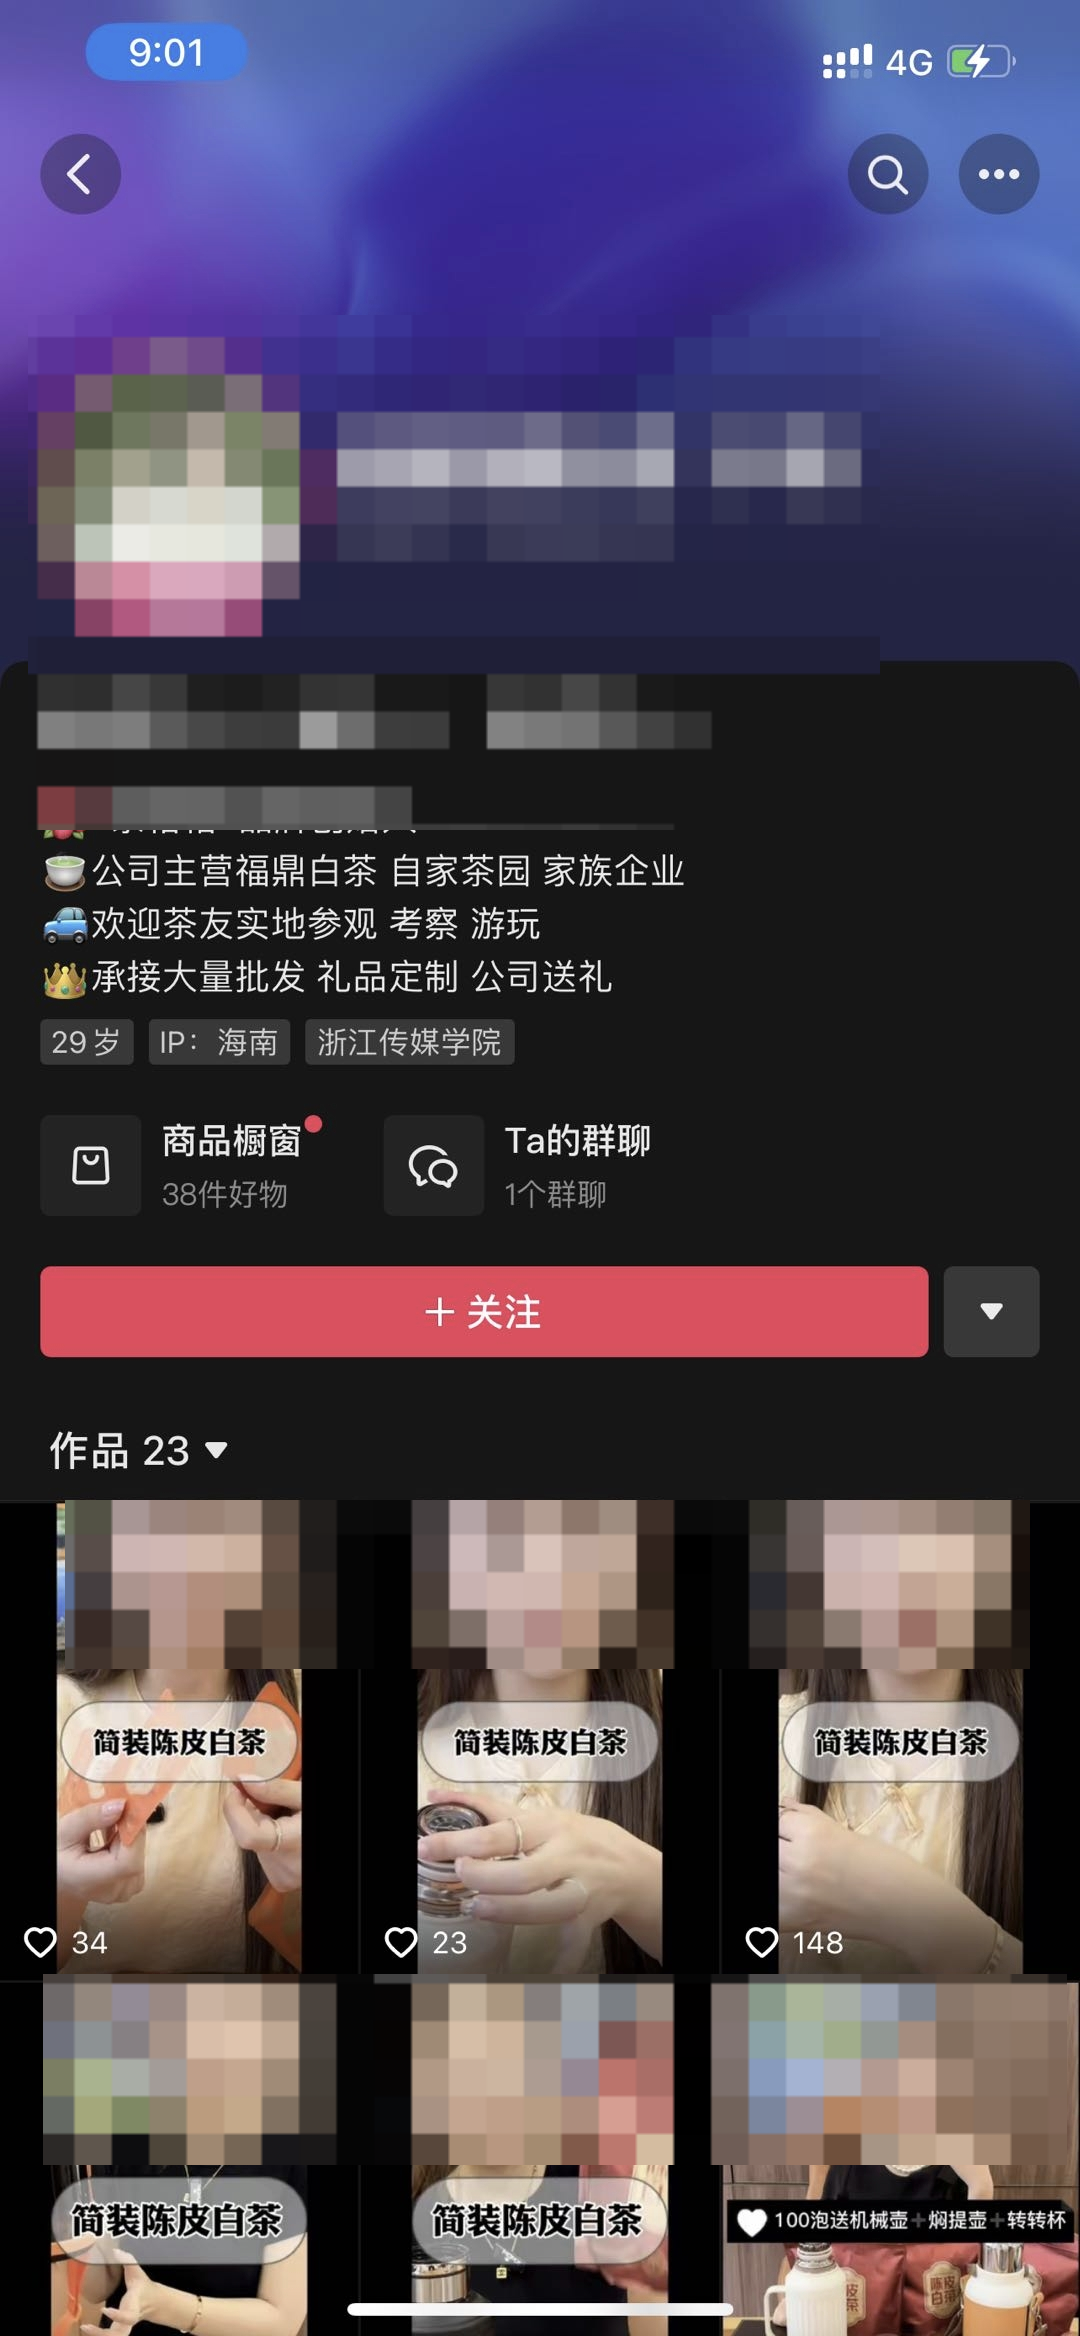 9:01
4G
公司主营福鼎白茶 自家茶园 家族企业
欢迎茶友实地参观 考察 游玩
承接大量批发 礼品定制 公司送礼
29岁 IP：海南 浙江传媒学院
商品橱窗
38件好物
Ta的群聊
1个群聊
+ 关注
作品 23
简装陈皮白茶
简装陈皮白茶
简装陈皮白茶
34
23
148
简装陈皮白茶
简装陈皮白茶
100泡送机械壶+焖提壶+转转杯
陈皮
白茶